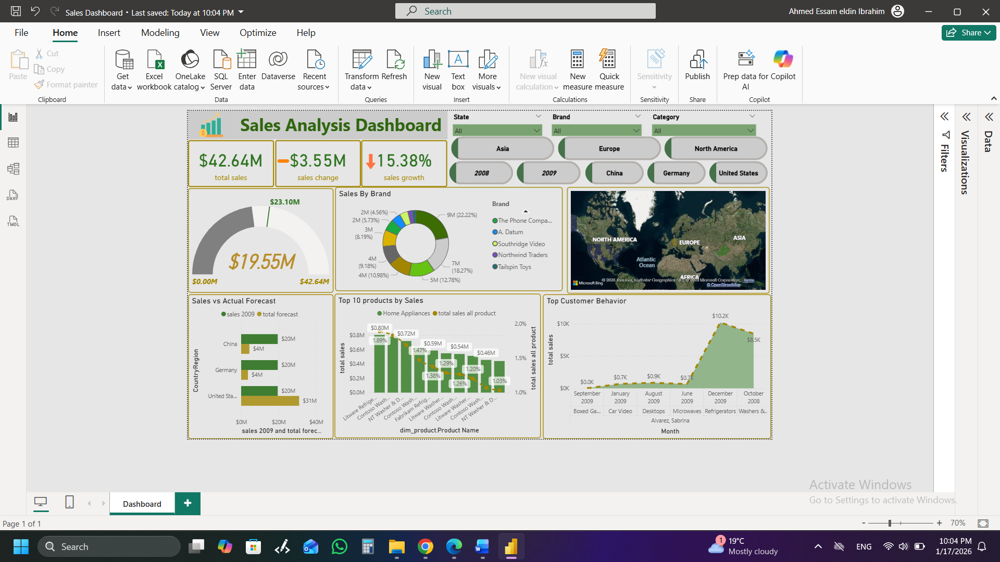 Sales Dashboard • Last saved: Today at 10:04 PM
Search
Ahmed Essam eldin Ibrahim
File
Home
Insert
Modeling
View
Optimize
Help
Share
Paste
Cut
Copy
Format painter
Clipboard
Get data
Excel workbook
OneLake catalog
SQL Server
Enter data
Dataverse
Recent sources
Data
Transform data
Refresh
Queries
New visual
Text box
More visuals
Insert
New visual calculation
New measure
Quick measure
Calculations
Sensitivity
Sensitivity
Publish
Share
Prep data for AI
Copilot
Copilot
DAX
TMDL
Sales Analysis Dashboard
State
All
Brand
All
Category
All
Asia
Europe
North America
2008
2009
China
Germany
United States
$42.64M
total sales
$3.55M
sales change
15.38%
sales growth
$23.10M
$19.55M
$0.00M
$42.64M
Sales By Brand
9M (22.22%)
7M
(18.27%)
5M (12.78%)
4M (10.98%)
4M
(9.18%)
3M
(8.19%)
2M (5.73%)
2M (4.56%)
Brand
The Phone Compa...
A. Datum
Southridge Video
Northwind Traders
Tailspin Toys
NORTH AMERICA
EUROPE
ASIA
Atlantic
Ocean
AFRICA
Microsoft Bing
Microsoft Corporation,
Terms
© OpenStreetMap
Sales vs Actual Forecast
sales 2009
total forecast
CountryRegion
China
$20M
$4M
Germany
$20M
$4M
United Sta...
$20M
$31M
$0M
$20M
$40M
sales 2009 and total forec...
Top 10 products by Sales
Home Appliances
total sales all product
total sales
$0.8M
$0.6M
$0.4M
$0.2M
$0.0M
$0.80M
$0.72M
$0.59M
$0.54M
$0.46M
1.89%
1.47%
1.38%
1.29%
1.26%
1.20%
1.03%
2.0%
1.5%
1.0%
total sales all product
Litware Refrige...
Contoso Wash...
NT Washer & D...
Contoso Wash...
Fabrikam Refrig...
Litware Washer...
Contoso Wash...
Litware Washer...
Contoso Wash...
NT Washer & D...
dim_product.Product Name
Top Customer Behavior
total sales
$10K
$5K
$0K
$0.0K
$0.7K
$0.9K
$0.7K
$10.2K
$8.5K
September 2009
January 2009
August 2009
June 2009
December 2009
October 2008
Boxed Ga...
Car Video
Desktops
Microwaves
Refrigerators
Washers &..
Alvarez, Sabrina
Month
Filters
Visualizations
Data
Activate Windows
Go to Settings to activate Windows.
Dashboard
Page 1 of 1
- + 70%
Search
1
19°C
Mostly cloudy
ENG
10:04 PM
1/17/2026